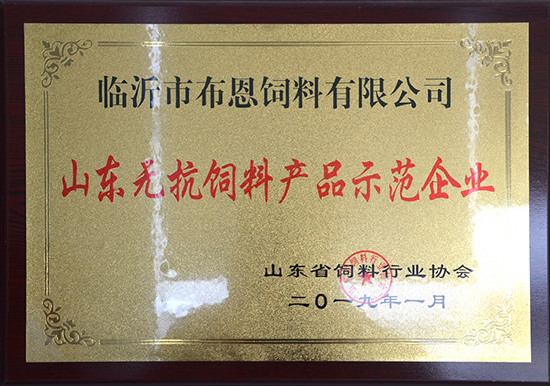 临沂市布恩饲料有限公司
山东无抗饲料产品示范企业
山东省饲料行业协会
二〇一九年一月